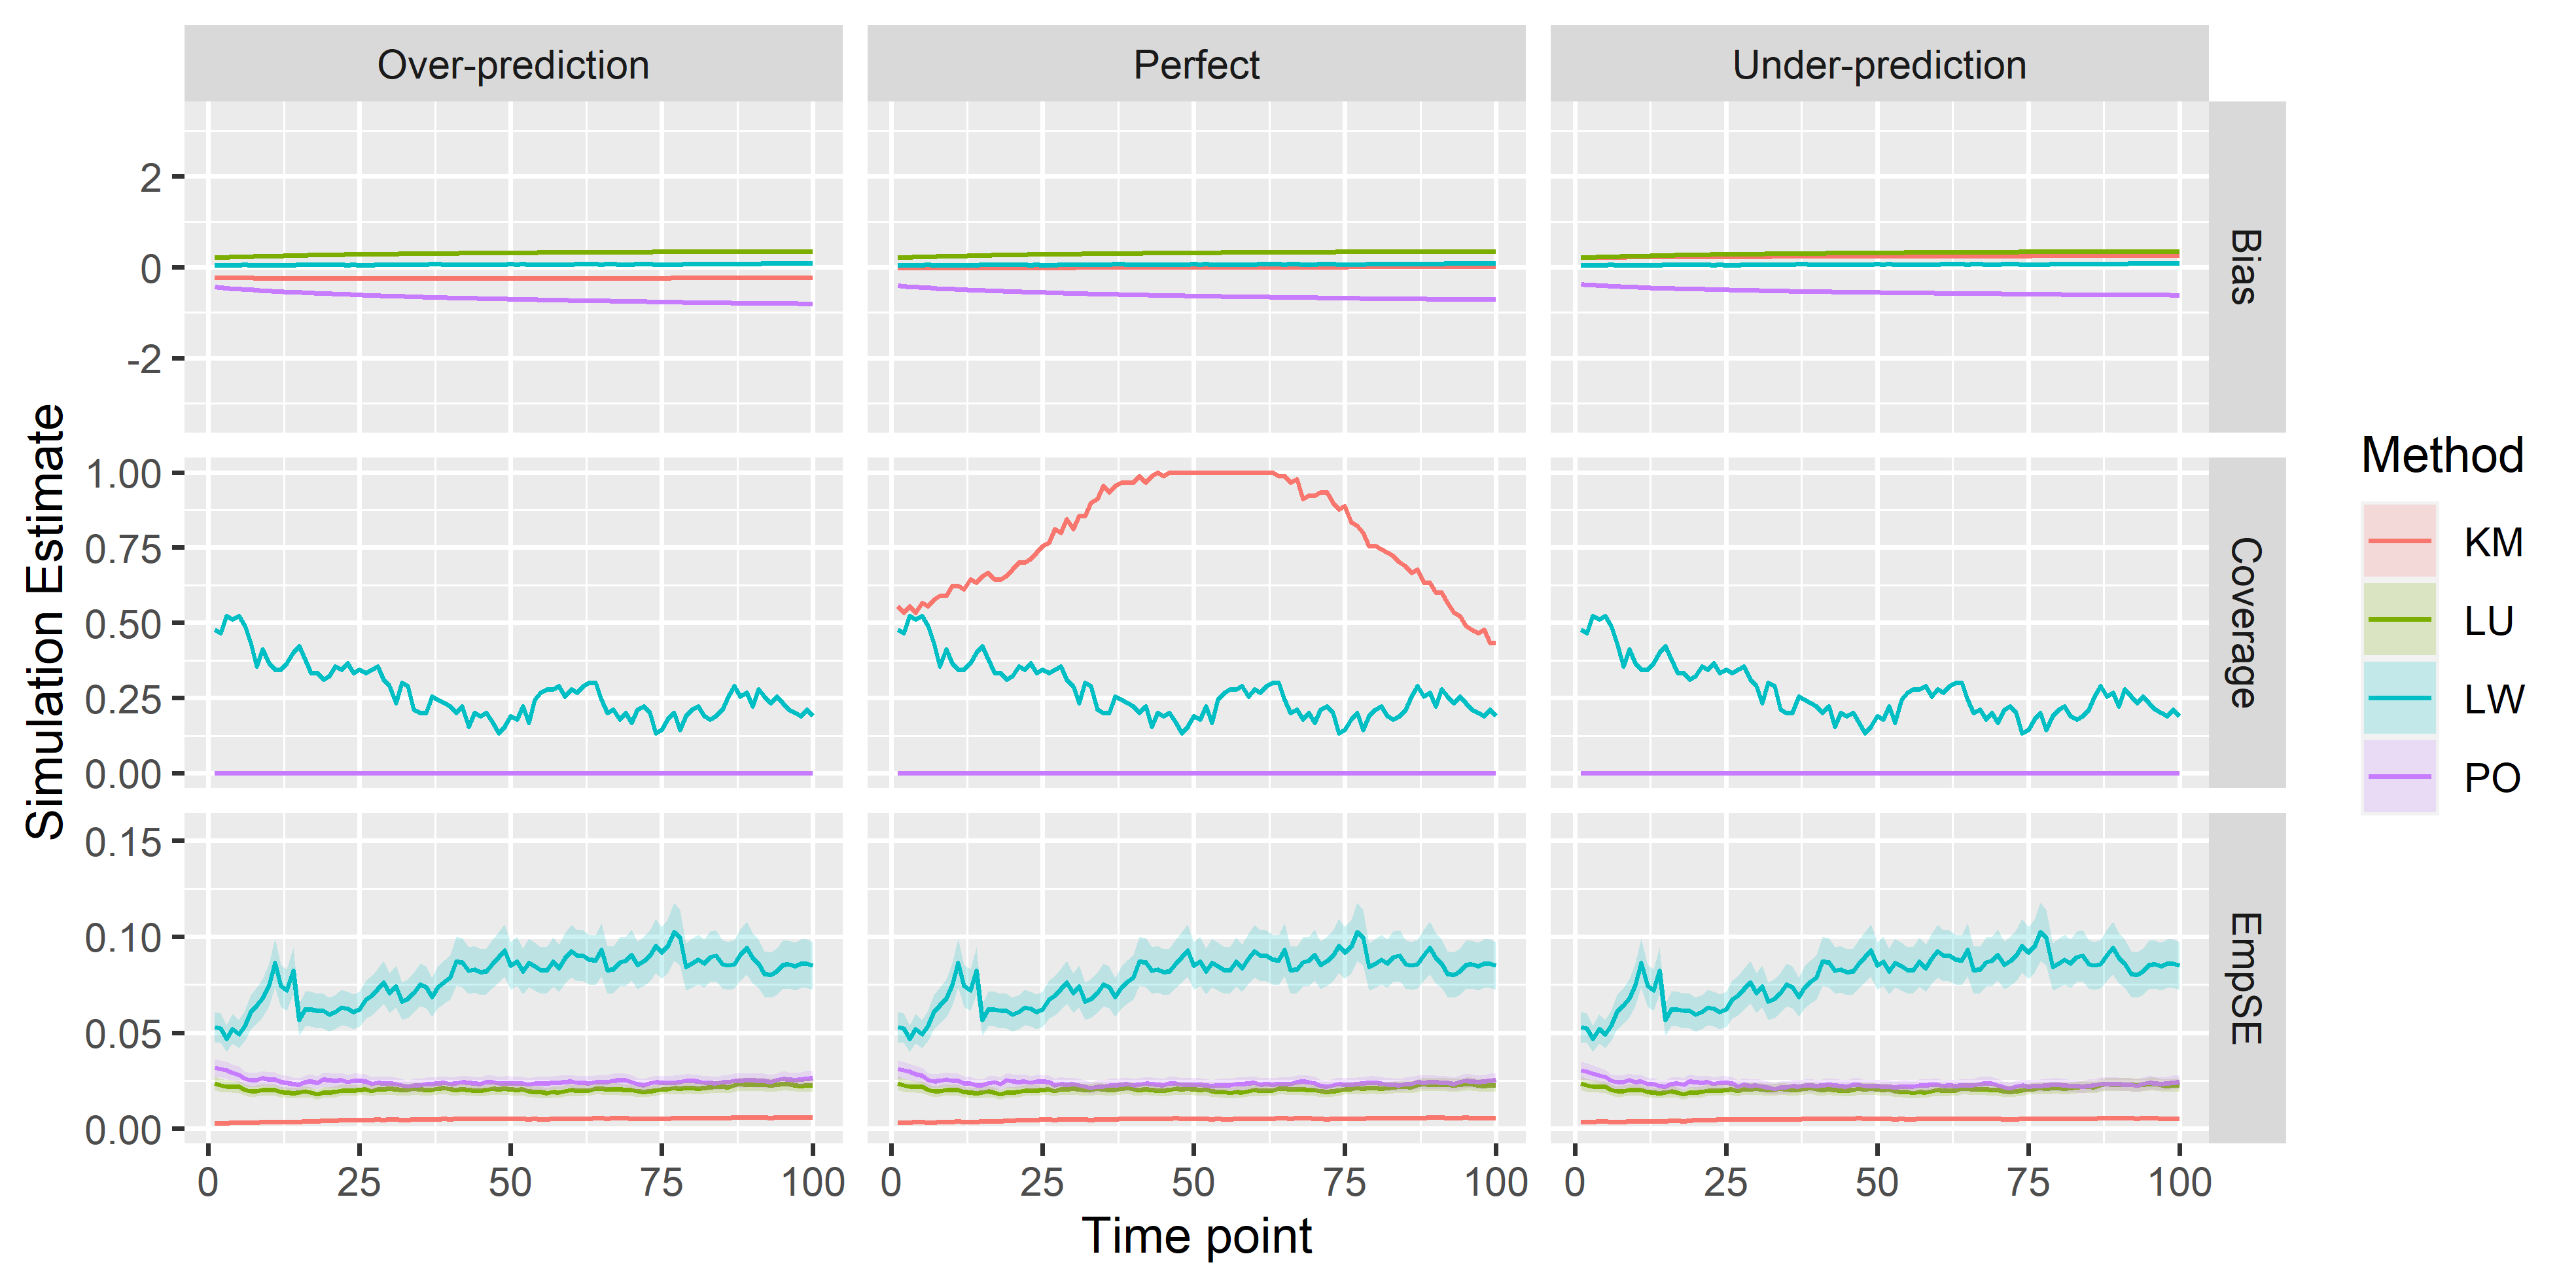 Over-prediction
Perfect
Under-prediction
2
0
-2
Bias
1.00
0.75
0.50
0.25
0.00
Coverage
0.15
0.10
0.05
0.00
EmpSE
0 25 50 75 100
0 25 50 75 100
0 25 50 75 100
Time point
Simulation Estimate
Method
KM
LU
LW
PO